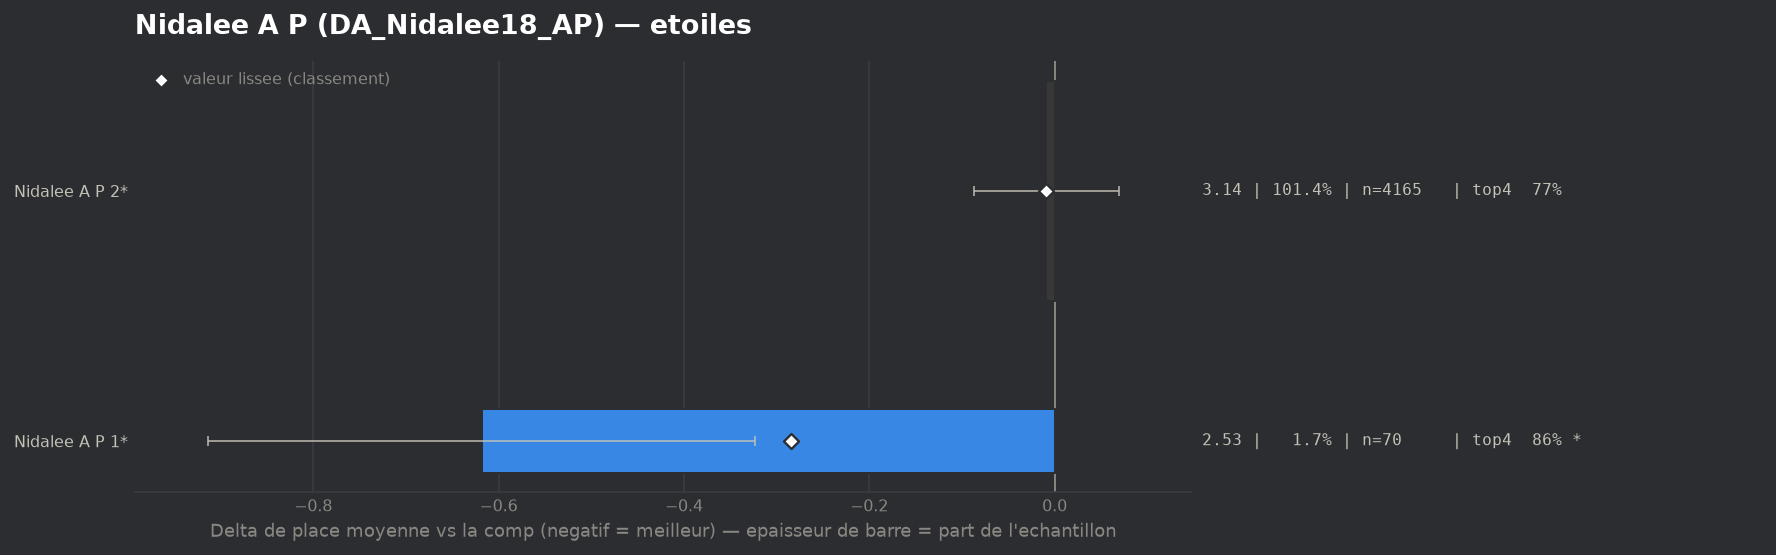 Nidalee A P (DA_Nidalee18_AP) — etoiles
valeur lissee (classement)
Nidalee A P 2*
3.14 | 101.4% | n=4165   | top4  77%
Nidalee A P 1*
2.53 |   1.7% | n=70     | top4  86% *
−0.8 −0.6 −0.4 −0.2 0.0
Delta de place moyenne vs la comp (negatif = meilleur) — epaisseur de barre = part de l'echantillon